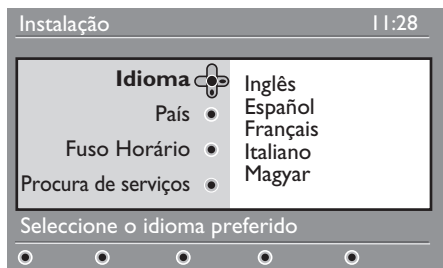 Instalação 11:28
Idioma
País
Fuso Horário
Procura de serviços
Inglês
Español
Français
Italiano
Magyar
Seleccione o idioma preferido